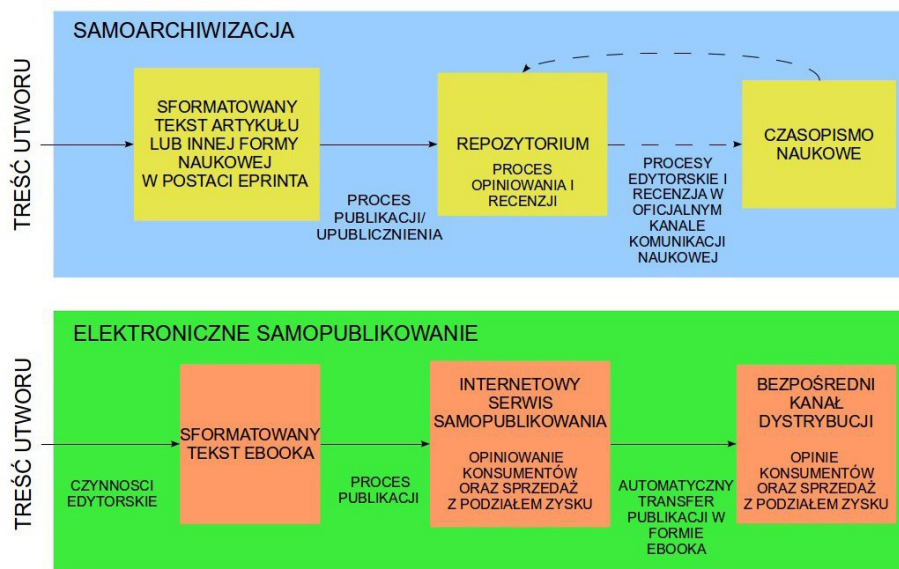 SAMOARCHIWIZACJA
TREŚĆ UTWORU
SFORMATOWANY
TEKST ARTYKUŁU
LUB INNEJ FORMY
NAUKOWEJ
W POSTACI EPRINTA
PROCES
PUBLIKACJI/
UPUBLICZNIENIA
REPOZYTORIUM
PROCES
OPINIOWANIA I
RECENZJI
PROCESY
EDYTORSKIE I
RECENZJA W
OFICJALNYM
KANALE
KOMUNIKACJI
NAUKOWEJ
CZASOPISMO
NAUKOWE
ELEKTRONICZNE SAMOPUBLIKOWANIE
TREŚĆ UTWORU
CZYNNOŚCI
EDYTORSKIE
SFORMATOWANY
TEKST EBOOKA
PROCES
PUBLIKACJI
INTERNETOWY
SERWIS
SAMOPUBLIKOWANIA
OPINIOWANIE
KONSUMENTÓW
ORAZ SPRZEDAŻ
Z PODZIAŁEM ZYSKU
AUTOMATYCZNY
TRANSFER
PUBLIKACJI W
FORMIE
EBOOKA
BEZPOŚREDNI
KANAŁ
DYSTRYBUCJI
OPINIE
KONSUMENTÓW
ORAZ SPRZEDAŻ
Z PODZIAŁEM ZYSKU